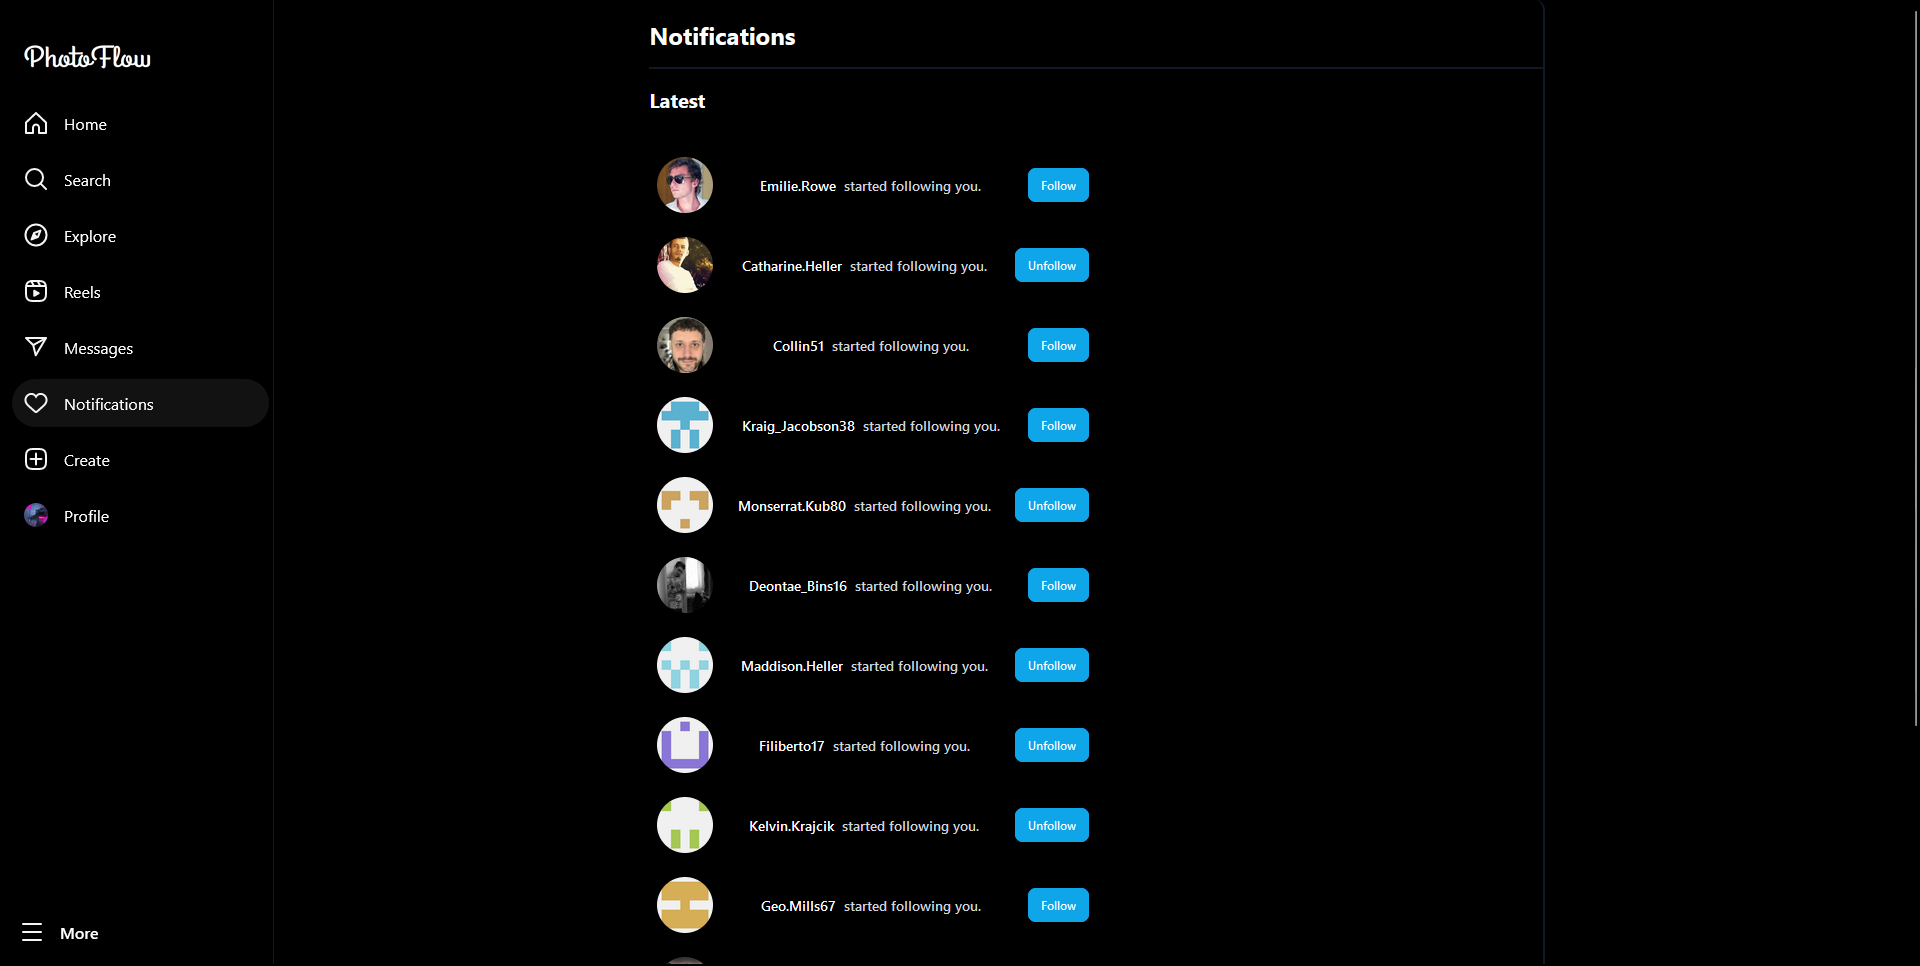 PhotoFlow
Home
Search
Explore
Reels
Messages
Notifications
Create
Profile
More
Notifications
Latest
Emilie.Rowe started following you. Follow
Catharine.Heller started following you. Unfollow
Collin51 started following you. Follow
Kraig_Jacobson38 started following you. Follow
Monserrat.Kub80 started following you. Unfollow
Deontae_Bins16 started following you. Follow
Maddison.Heller started following you. Unfollow
Filiberto17 started following you. Unfollow
Kelvin.Krajcik started following you. Unfollow
Geo.Mills67 started following you. Follow